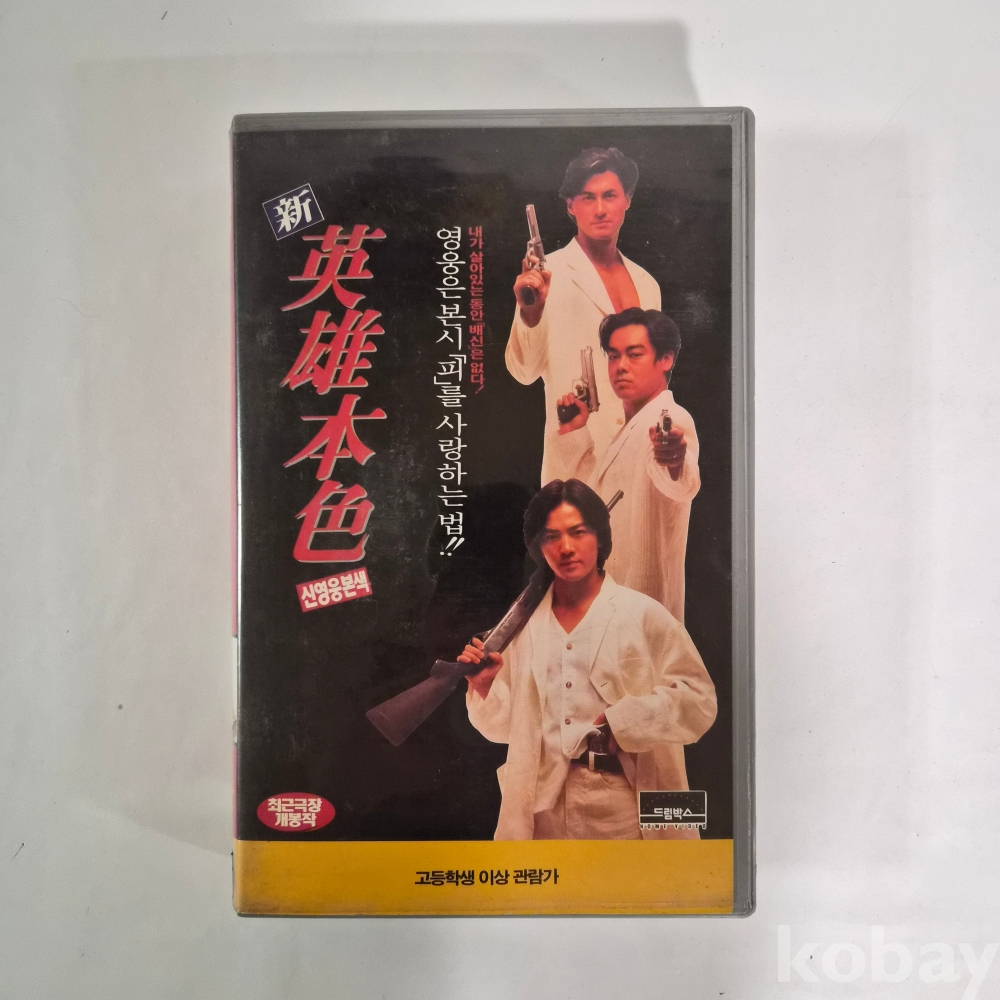 新
英雄本色
신영웅본색
내가 살아있는 동안 「배신」은 없다!
영웅은 본시 「피」를 사랑하는 법!!
최근극장
개봉작
드림박스
HOME VIDEO
고등학생 이상 관람가
kobay